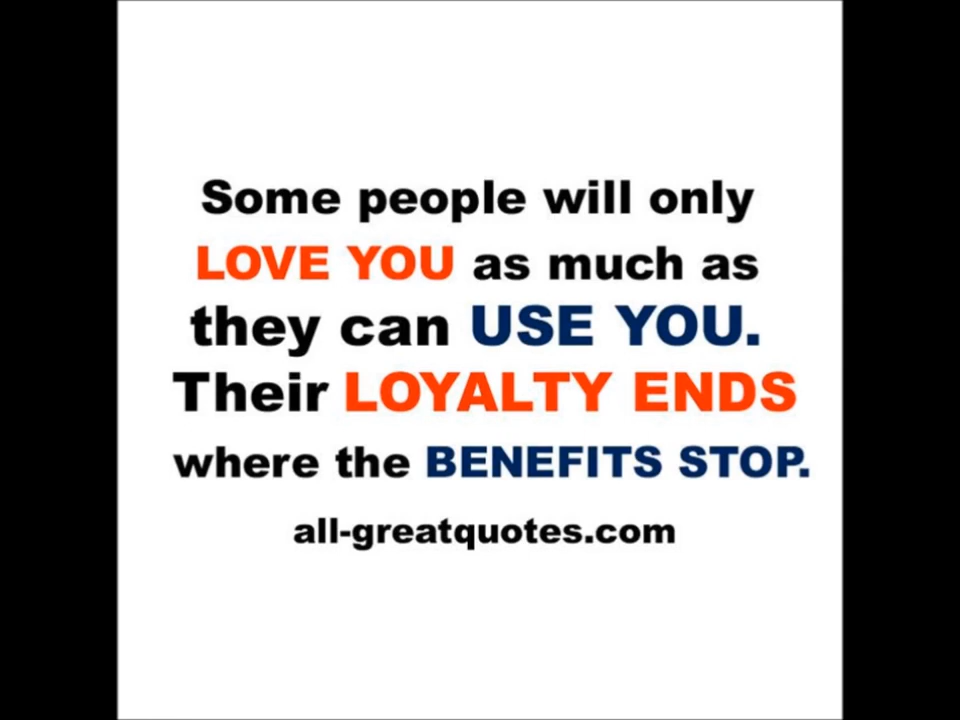 Some people will only
LOVE YOU as much as
they can USE YOU.
Their LOYALTY ENDS
where the BENEFITS STOP.
all-greatquotes.com